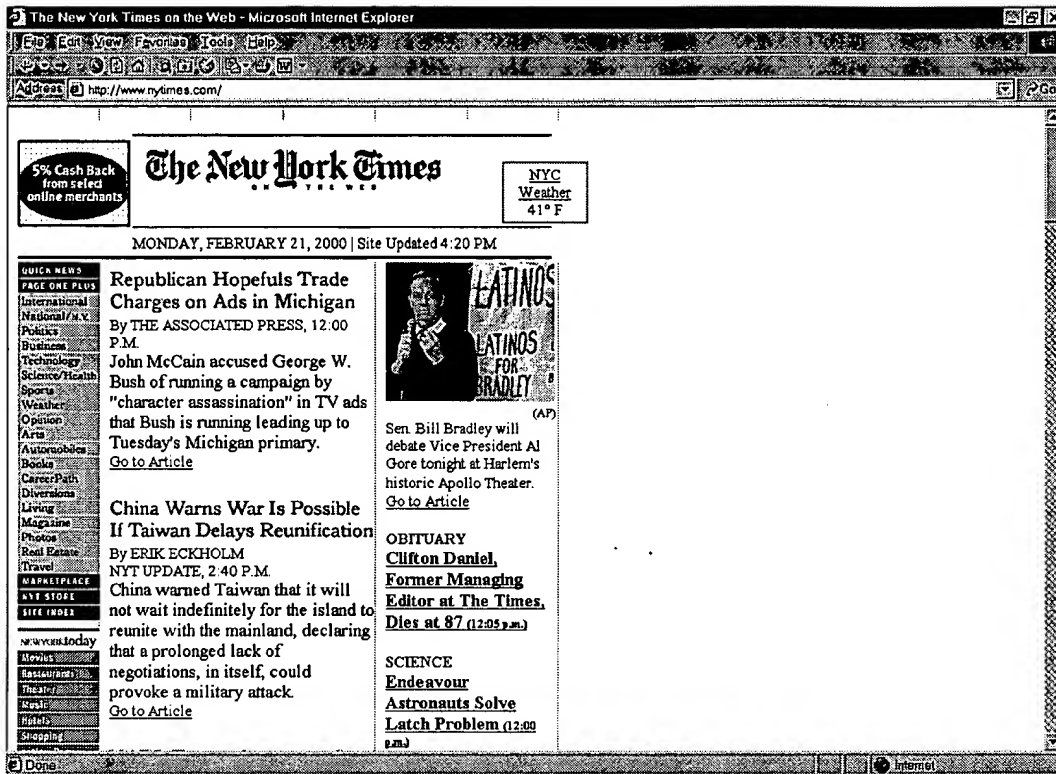 The New York Times on the Web - Microsoft Internet Explorer
File Edit View Favorites Tools Help
Address http://www.nytimes.com/ Go
5% Cash Back
from select
online merchants
The New York Times
ON THE WEB
NYC
Weather
41° F
MONDAY, FEBRUARY 21, 2000 | Site Updated 4:20 PM
QUICK NEWS
PAGE ONE PLUS
International
National/N.Y.
Politics
Business
Technology
Science/Health
Sports
Weather
Opinion
Arts
Automobiles
Books
CareerPath
Diversions
Living
Magazine
Photos
Real Estate
Travel
MARKETPLACE
NYT STORE
SITE INDEX
NEW YORK today
Movies
Restaurants
Theater
Music
Hotels
Shopping
Republican Hopefuls Trade
Charges on Ads in Michigan
By THE ASSOCIATED PRESS, 12:00
P.M.
John McCain accused George W.
Bush of running a campaign by
"character assassination" in TV ads
that Bush is running leading up to
Tuesday's Michigan primary.
Go to Article
China Warns War Is Possible
If Taiwan Delays Reunification
By ERIK ECKHOLM
NYT UPDATE, 2:40 P.M.
China warned Taiwan that it will
not wait indefinitely for the island to
reunite with the mainland, declaring
that a prolonged lack of
negotiations, in itself, could
provoke a military attack.
Go to Article
LATINOS
LATINOS
FOR
BRADLEY
(AP)
Sen. Bill Bradley will
debate Vice President Al
Gore tonight at Harlem's
historic Apollo Theater.
Go to Article
OBITUARY
Clifton Daniel,
Former Managing
Editor at The Times,
Dies at 87 (12:05 p.m.)
SCIENCE
Endeavour
Astronauts Solve
Latch Problem (12:00
p.m.)
Done
Internet